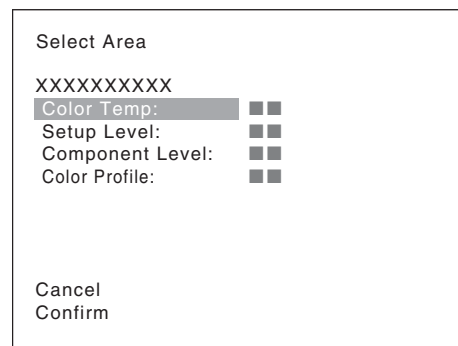 Select Area
XXXXXXXXXX
Color Temp: ■■
Setup Level: ■■
Component Level: ■■
Color Profile: ■■
Cancel
Confirm